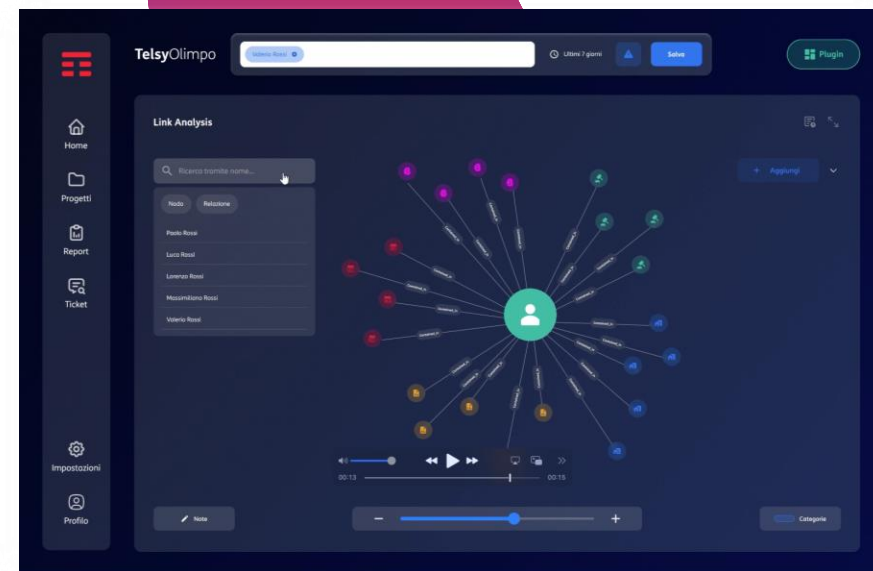 TelsyOlimpo
Valerio Rossi
Ultimi 7 giorni
Salva
Plugin
Home
Progetti
Report
Ticket
Impostazioni
Profilo
Link Analysis
Ricerca tramite nome...
Nodo
Relazione
Paolo Rossi
Luca Rossi
Lorenzo Rossi
Massimiliano Rossi
Valerio Rossi
+ Aggiungi
00:13
00:15
Note
Categorie